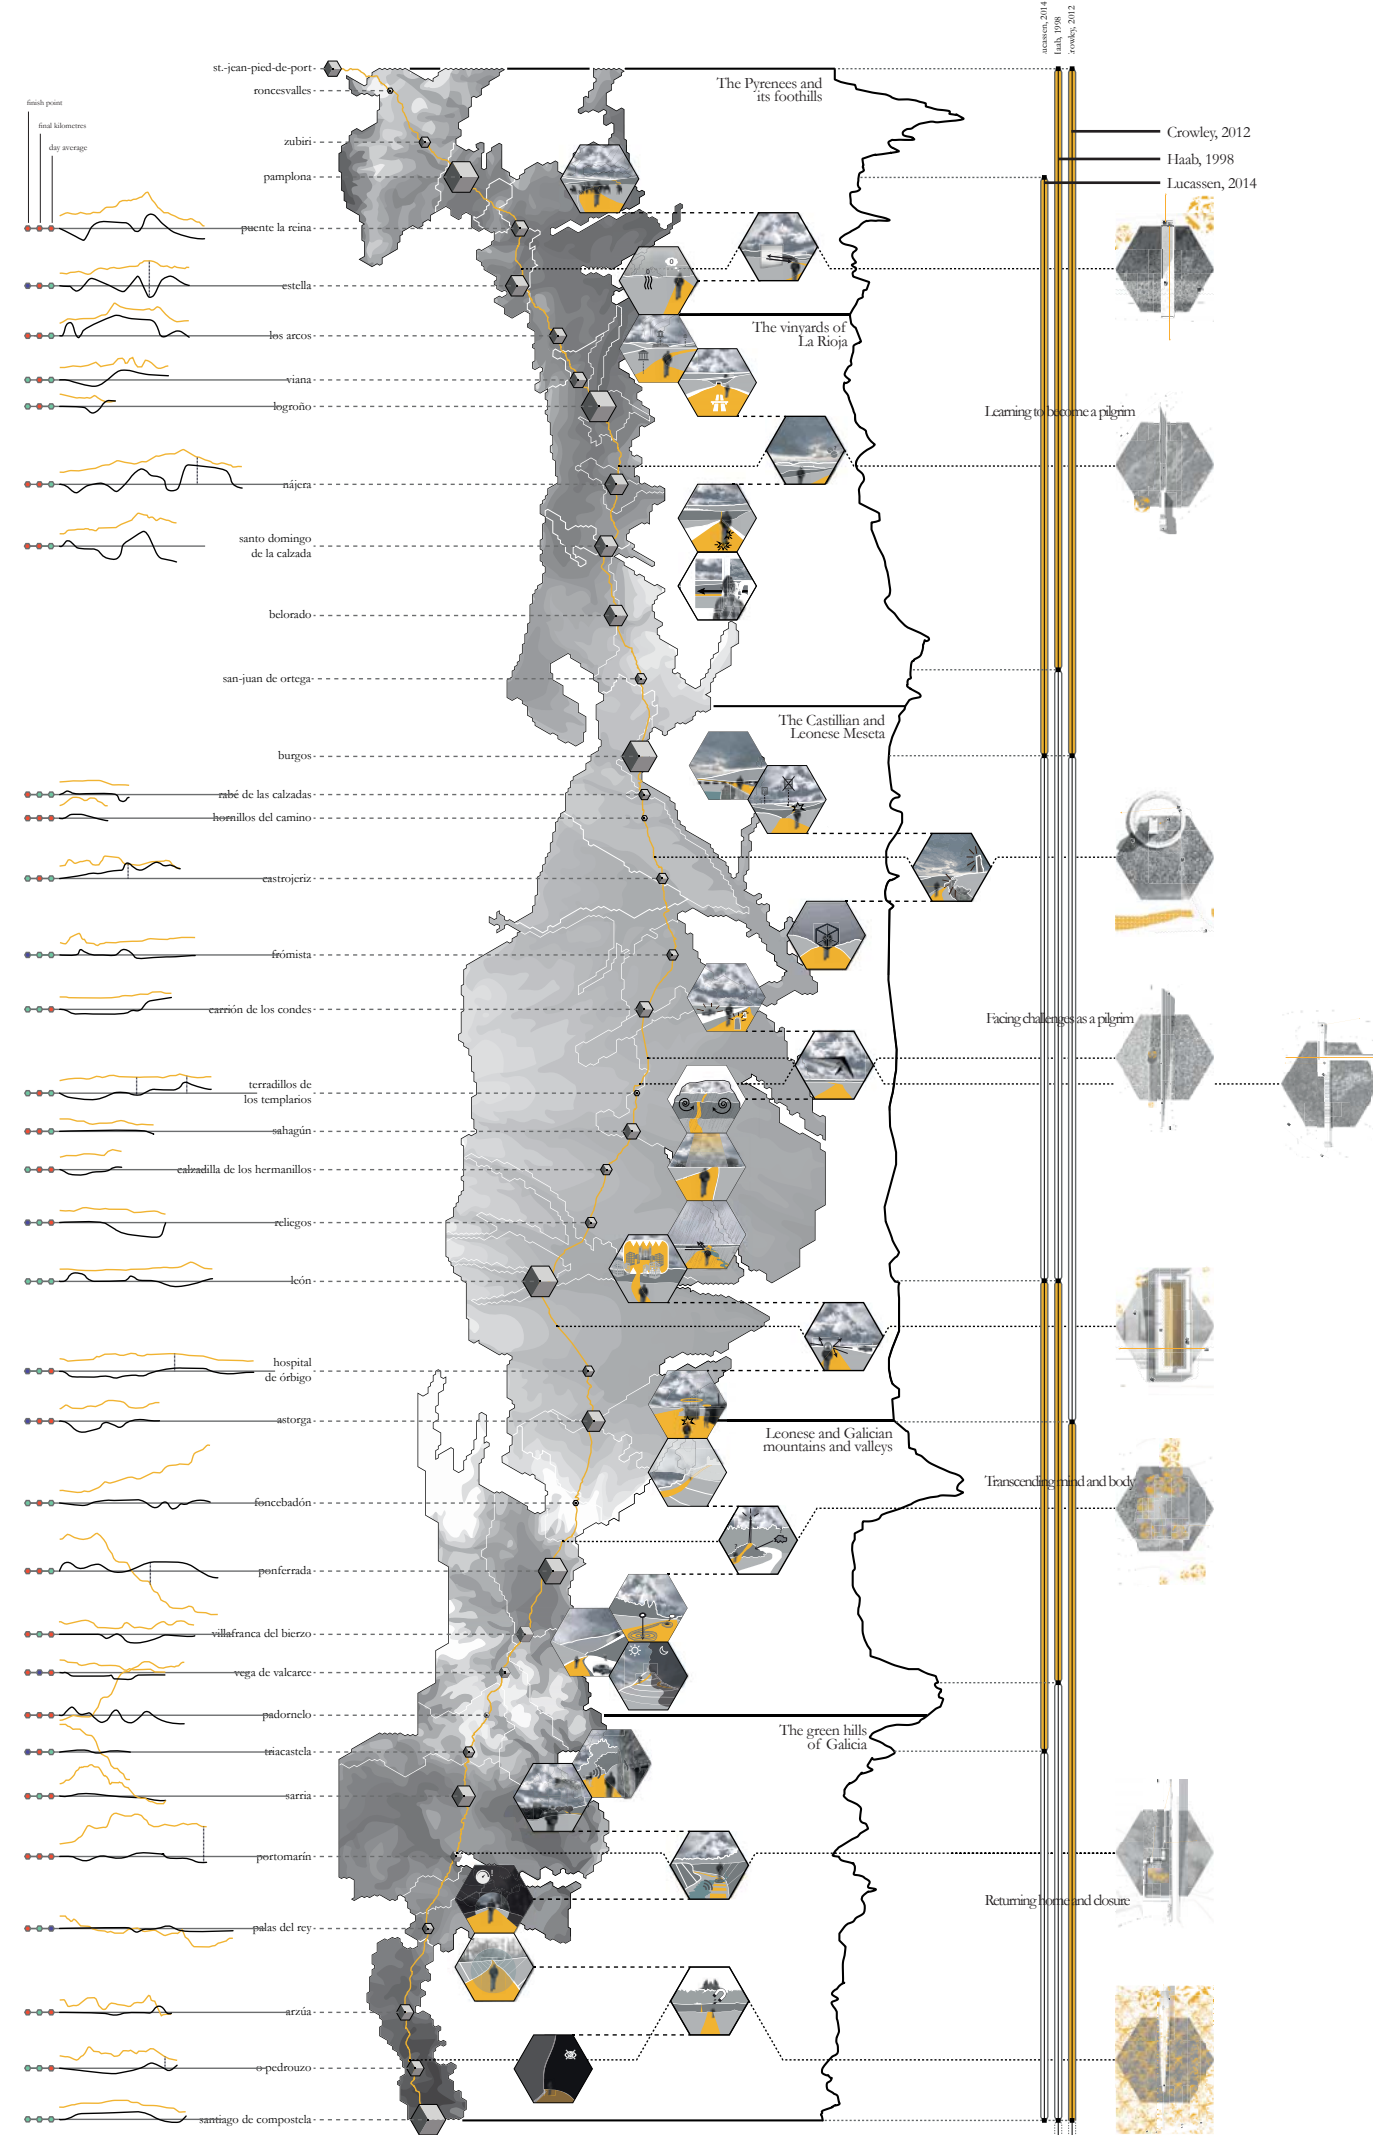 ucassen, 2014
aab, 1998
rowley, 2012
st.-jean-pied-de-port
The Pyrenees and
its foothills
roncesvalles
finish point
final kilometres
day average
zubiri
pamplona
Crowley, 2012
Haab, 1998
Lucassen, 2014
puente la reina
estella
los arcos
The vinyards of
La Rioja
viana
logroño
Learning to become a pilgrim
nájera
santo domingo
de la calzada
belorado
san-juan de ortega
The Castillian and
Leonese Meseta
burgos
rabé de las calzadas
hornillos del camino
castrojeriz
frómista
carrión de los condes
Facing challenges as a pilgrim
terradillos de
los templarios
sahagún
calzadilla de los hermanillos
reliegos
león
hospital
de órbigo
astorga
Leonese and Galician
mountains and valleys
Transcending mind and body
foncebadón
ponferrada
villafranca del bierzo
vega de valcarce
padornelo
The green hills
of Galicia
triacastela
sarria
portomarín
Returning home and closure
palas del rey
arzúa
o pedrouzo
santiago de compostela